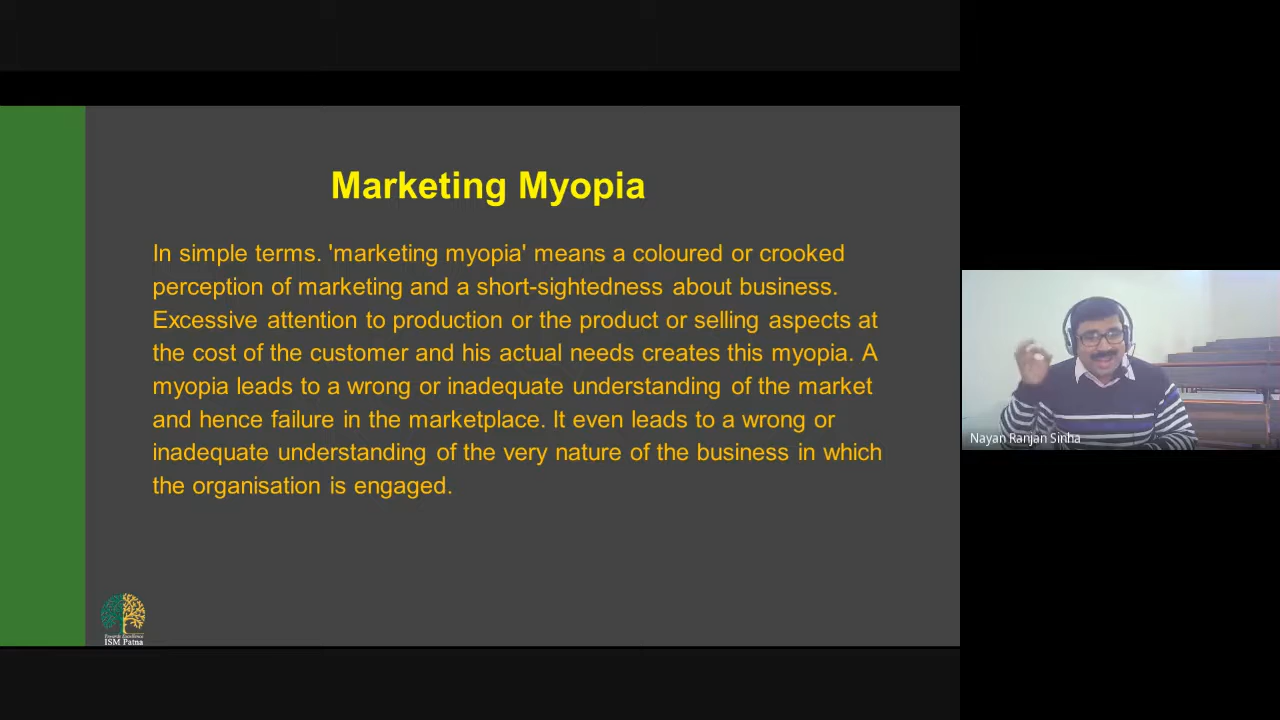 Marketing Myopia
In simple terms. 'marketing myopia' means a coloured or crooked
perception of marketing and a short-sightedness about business.
Excessive attention to production or the product or selling aspects at
the cost of the customer and his actual needs creates this myopia. A
myopia leads to a wrong or inadequate understanding of the market
and hence failure in the marketplace. It even leads to a wrong or
inadequate understanding of the very nature of the business in which
the organisation is engaged.
Nayan Ranjan Sinha
Towards Excellence
ISM Patna